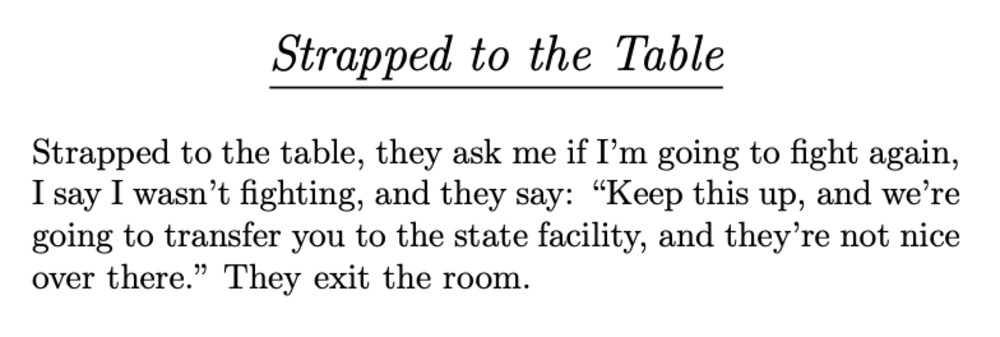 Strapped to the Table
Strapped to the table, they ask me if I’m going to fight again,
I say I wasn’t fighting, and they say: “Keep this up, and we’re
going to transfer you to the state facility, and they’re not nice
over there.” They exit the room.